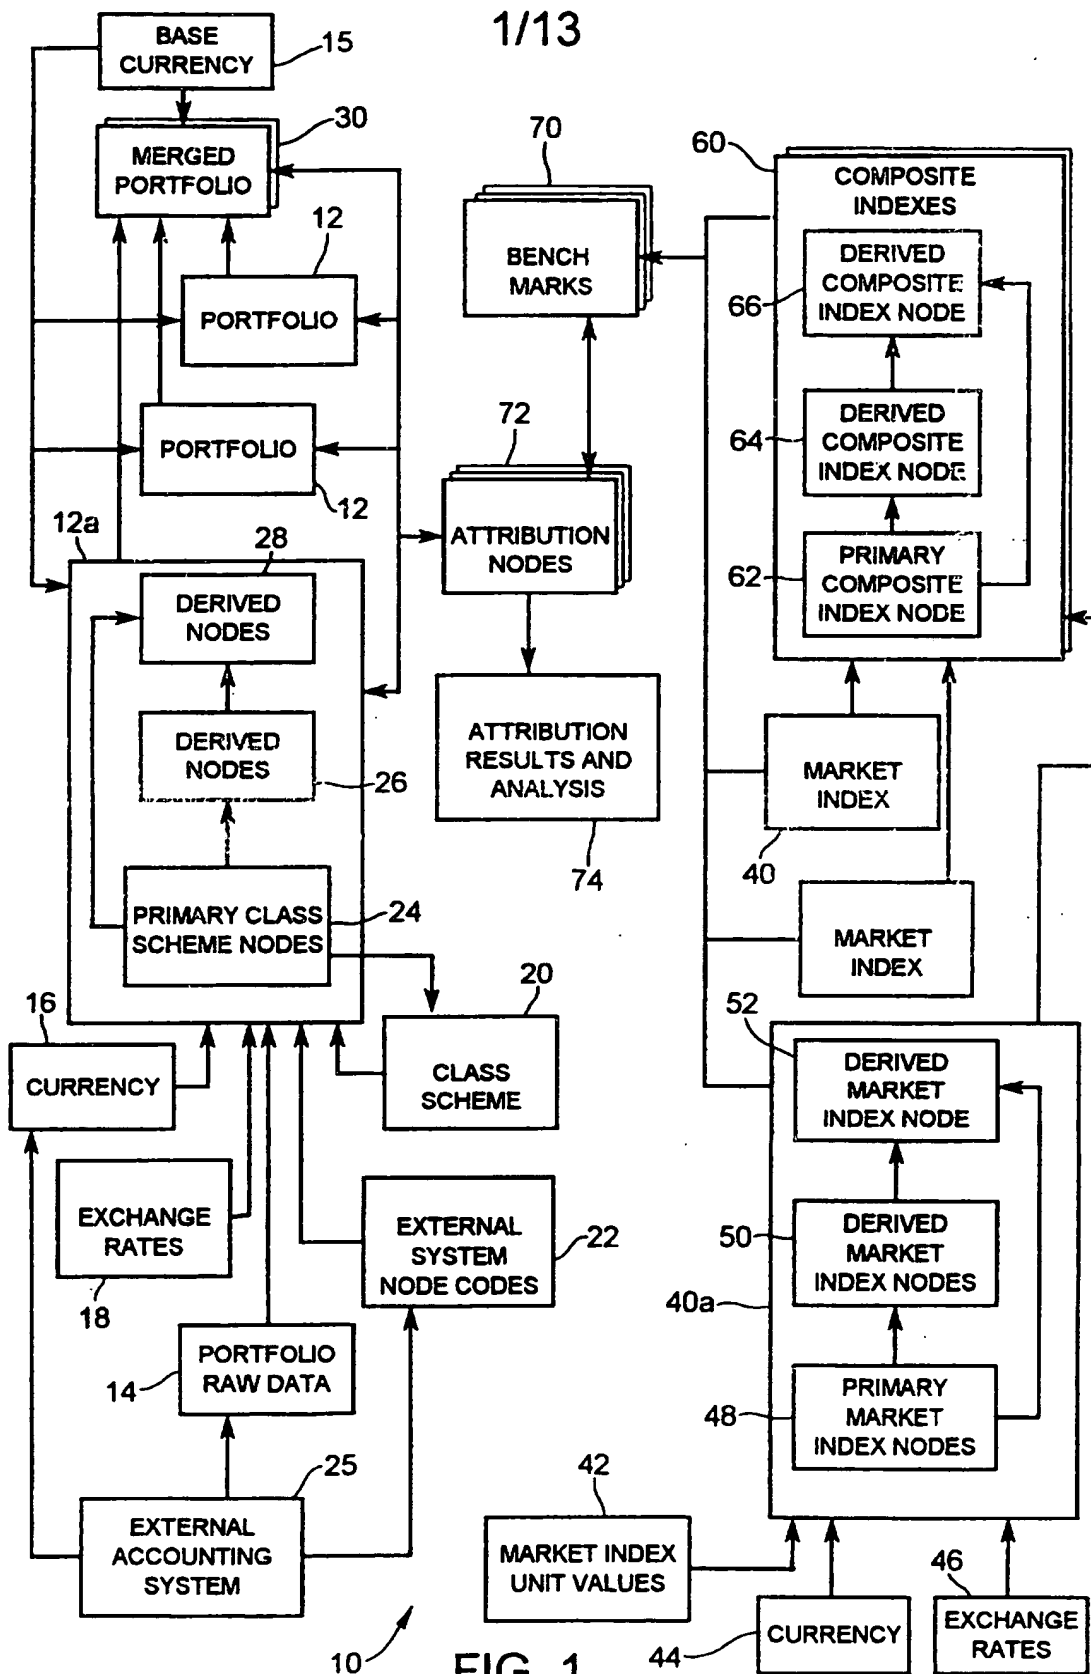 1/13
BASE
CURRENCY
15
30
MERGED
PORTFOLIO
12
PORTFOLIO
PORTFOLIO
12
12a
28
DERIVED
NODES
DERIVED
NODES
26
PRIMARY CLASS
SCHEME NODES
24
16
CURRENCY
20
CLASS
SCHEME
EXCHANGE
RATES
18
EXTERNAL
SYSTEM
NODE CODES
22
PORTFOLIO
RAW DATA
14
25
EXTERNAL
ACCOUNTING
SYSTEM
70
BENCH
MARKS
72
ATTRIBUTION
NODES
ATTRIBUTION
RESULTS AND
ANALYSIS
74
60
COMPOSITE
INDEXES
DERIVED
COMPOSITE
INDEX NODE
66
DERIVED
COMPOSITE
INDEX NODE
64
PRIMARY
COMPOSITE
INDEX NODE
62
MARKET
INDEX
40
MARKET
INDEX
52
DERIVED
MARKET
INDEX NODE
DERIVED
MARKET
INDEX NODES
50
40a
PRIMARY
MARKET
INDEX NODES
48
42
MARKET INDEX
UNIT VALUES
44
CURRENCY
46
EXCHANGE
RATES
10
FIG. 1